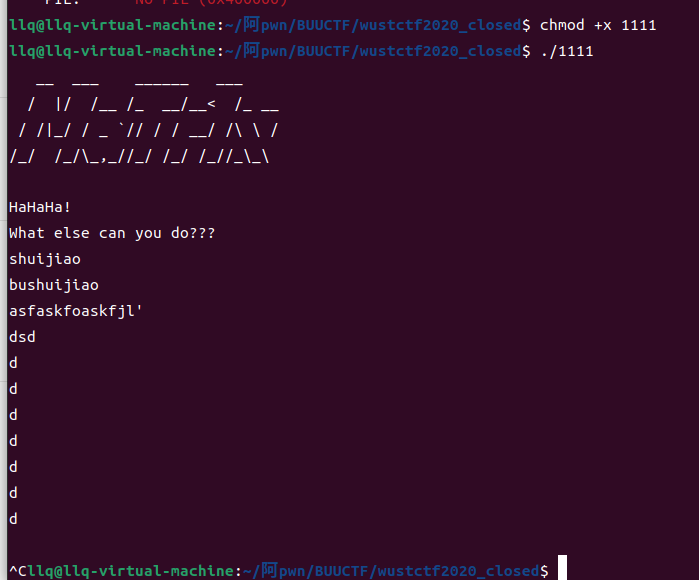 PIE: No PIE (0x400000)
llq@llq-virtual-machine:~/阿pwn/BUUCTF/wustctf2020_closed$ chmod +x 1111
llq@llq-virtual-machine:~/阿pwn/BUUCTF/wustctf2020_closed$ ./1111
   __  ___    ______   ___
  /  |/  /__ /_  __/__<  /_ __
 / /|_/ / _ `// / / __/ /\ \ /
/_/  /_/\_,_//_/ /_/ /_//_\_\
HaHaHa!
What else can you do???
shuijiao
bushuijiao
asfaskfoaskfjl'
dsd
d
d
d
d
d
d
d
^Cllq@llq-virtual-machine:~/阿pwn/BUUCTF/wustctf2020_closed$